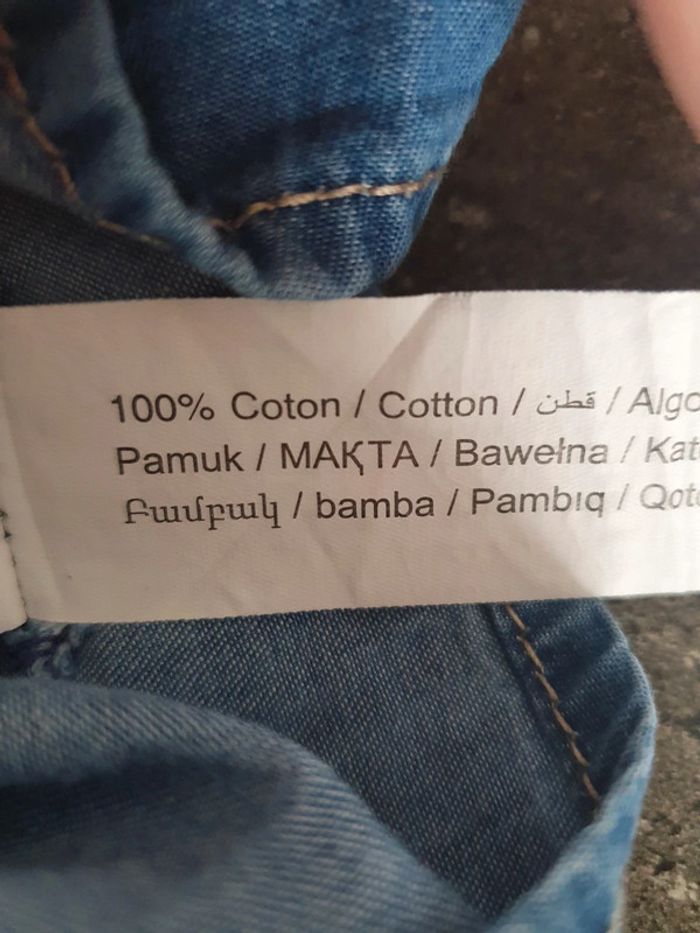 100% Coton / Cotton / قطن / Algo
Pamuk / МАҚТА / Bawełna / Kat
Բամբակ / bamba / Pambıq / Qot